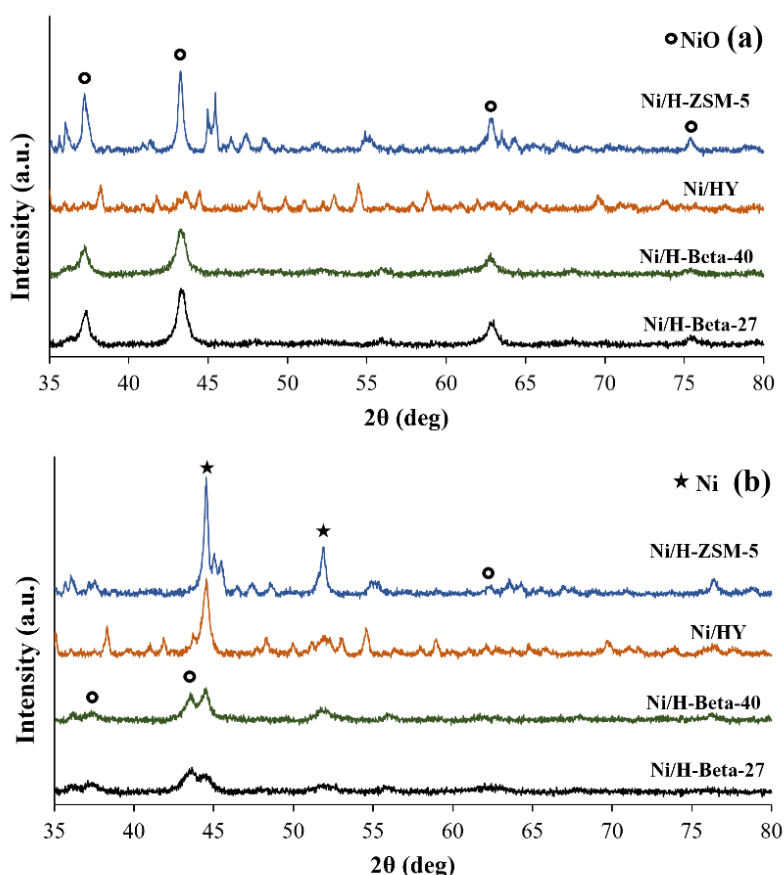 NiO (a)
Ni/H-ZSM-5
Ni/HY
Ni/H-Beta-40
Ni/H-Beta-27
Intensity (a.u.)
35 40 45 50 55 60 65 70 75 80
2θ (deg)
Ni (b)
Ni/H-ZSM-5
Ni/HY
Ni/H-Beta-40
Ni/H-Beta-27
Intensity (a.u.)
35 40 45 50 55 60 65 70 75 80
2θ (deg)